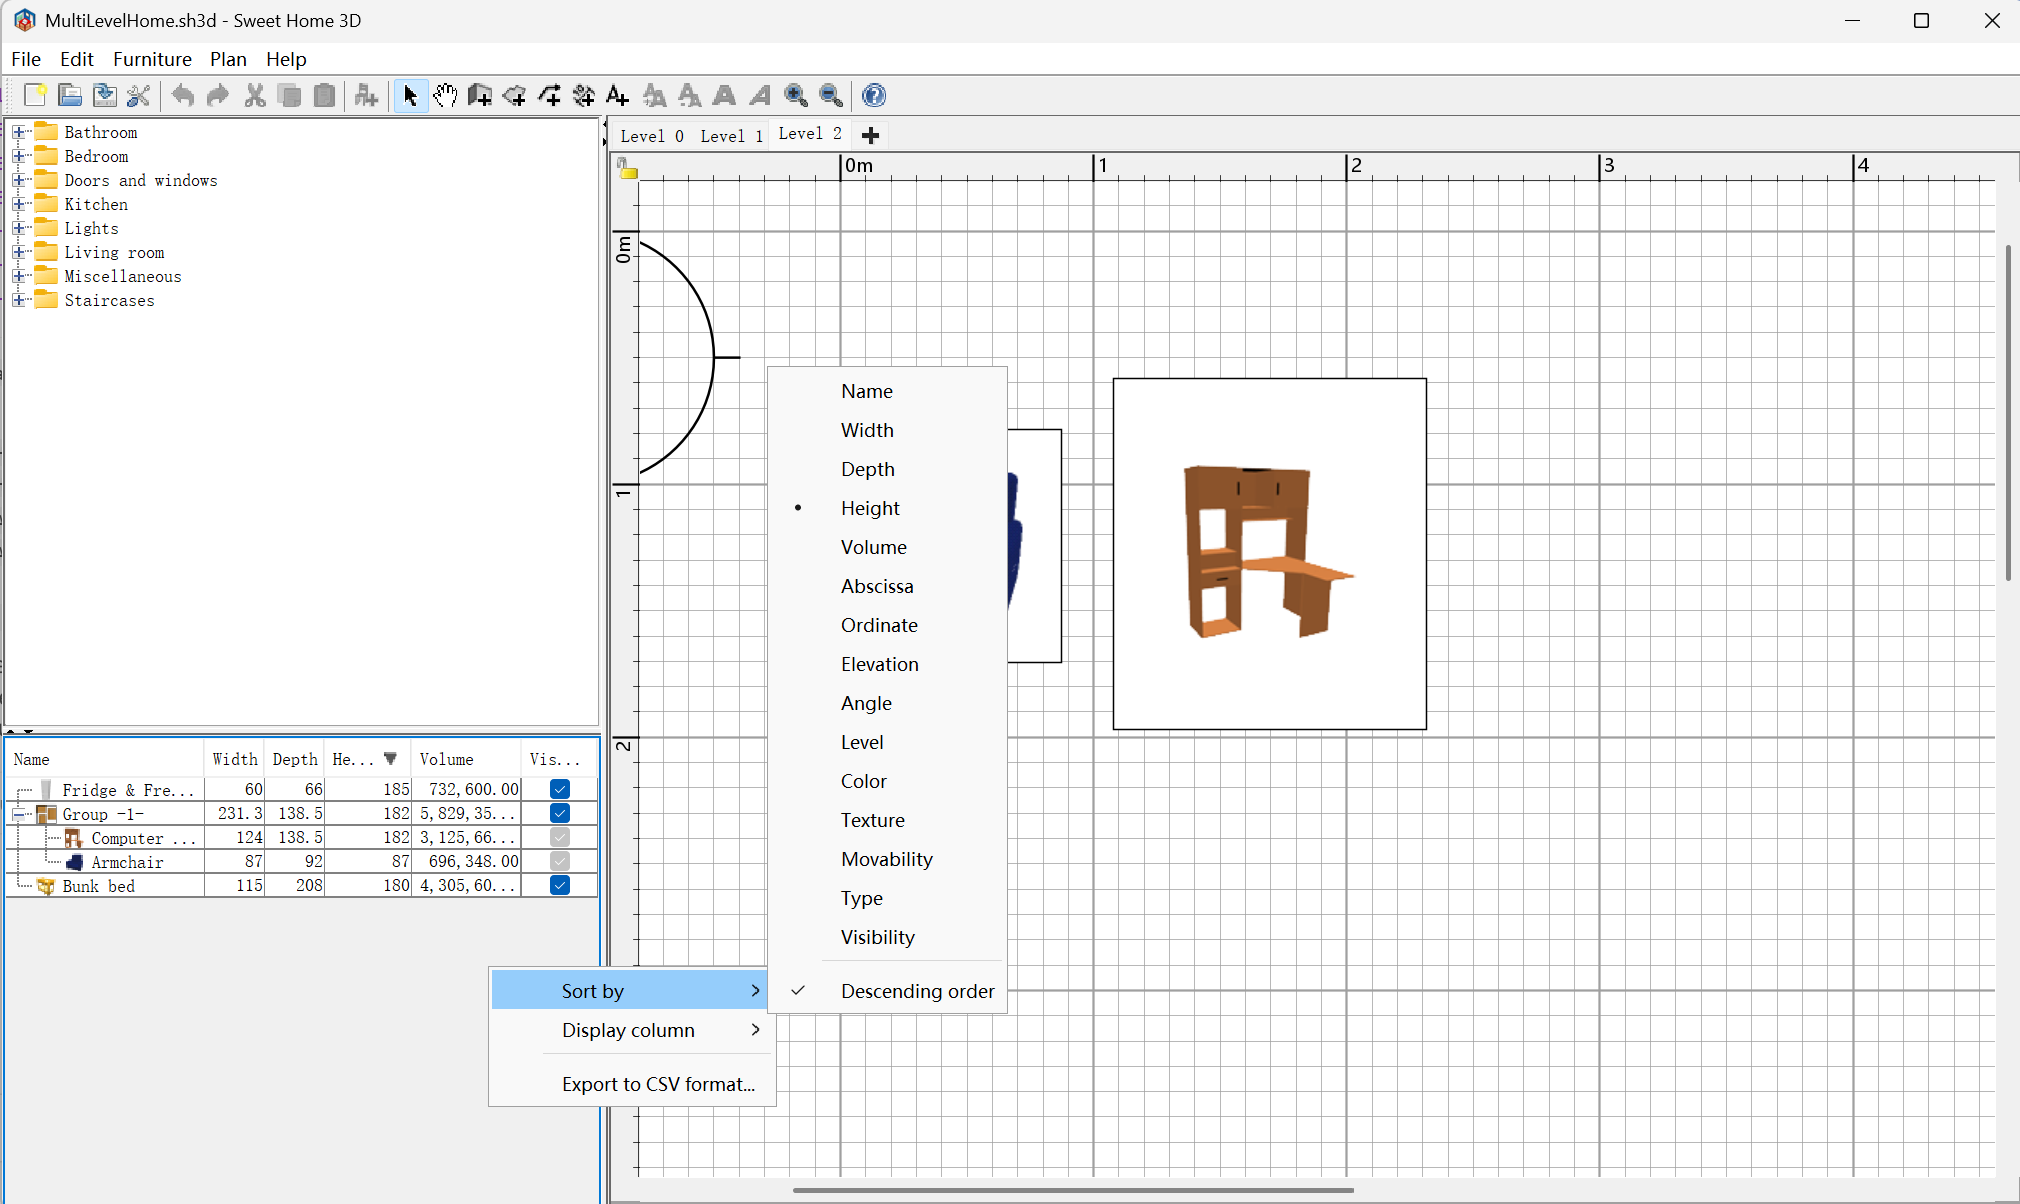 MultiLevelHome.sh3d - Sweet Home 3D
File Edit Furniture Plan Help
Bathroom
Bedroom
Doors and windows
Kitchen
Lights
Living room
Miscellaneous
Staircases
Level 0 Level 1 Level 2
0m 1 2 3 4
0m
1
2
Name
Width
Depth
Height
Volume
Abscissa
Ordinate
Elevation
Angle
Level
Color
Texture
Movability
Type
Visibility
Descending order
Name Width Depth He... Volume Vis...
Fridge & Fre... 60 66 185 732,600.00
Group -1- 231.3 138.5 182 5,829,35...
Computer ... 124 138.5 182 3,125,66...
Armchair 87 92 87 696,348.00
Bunk bed 115 208 180 4,305,60...
Sort by
Display column
Export to CSV format...